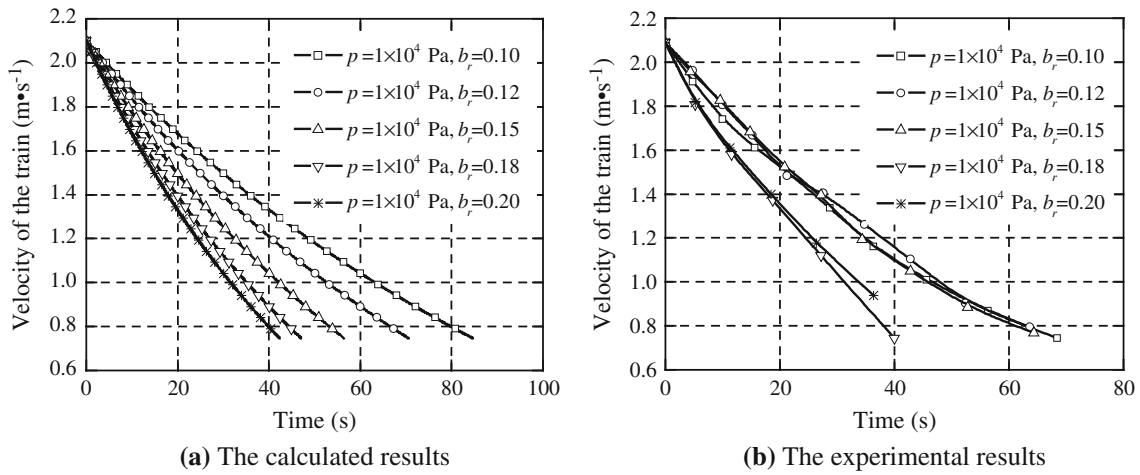 2.2
2.0
1.8
1.6
1.4
1.2
1.0
0.8
0.6
Velocity of the train (m•s⁻¹)
p=1×10⁴ Pa, bᵣ=0.10
p=1×10⁴ Pa, bᵣ=0.12
p=1×10⁴ Pa, bᵣ=0.15
p=1×10⁴ Pa, bᵣ=0.18
p=1×10⁴ Pa, bᵣ=0.20
0 20 40 60 80 100
Time (s)
(a) The calculated results
2.2
2.0
1.8
1.6
1.4
1.2
1.0
0.8
0.6
Velocity of the train (m•s⁻¹)
p=1×10⁴ Pa, bᵣ=0.10
p=1×10⁴ Pa, bᵣ=0.12
p=1×10⁴ Pa, bᵣ=0.15
p=1×10⁴ Pa, bᵣ=0.18
p=1×10⁴ Pa, bᵣ=0.20
0 20 40 60 80
Time (s)
(b) The experimental results